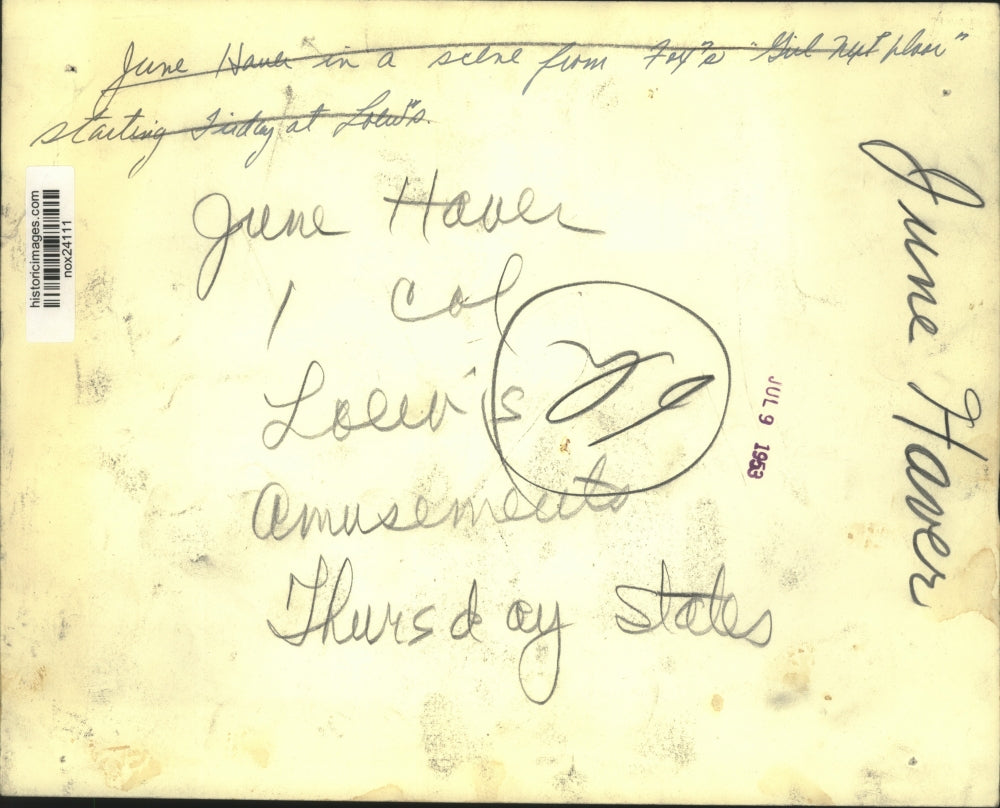 June Haver in a scene from Fox's "Girl Next Door"
starting Friday at Loew's.
June Haver
1 Col
Loew's
Amusements
Thursday States
June Haver
JUL 9 1953
historicimages.com
nox24111